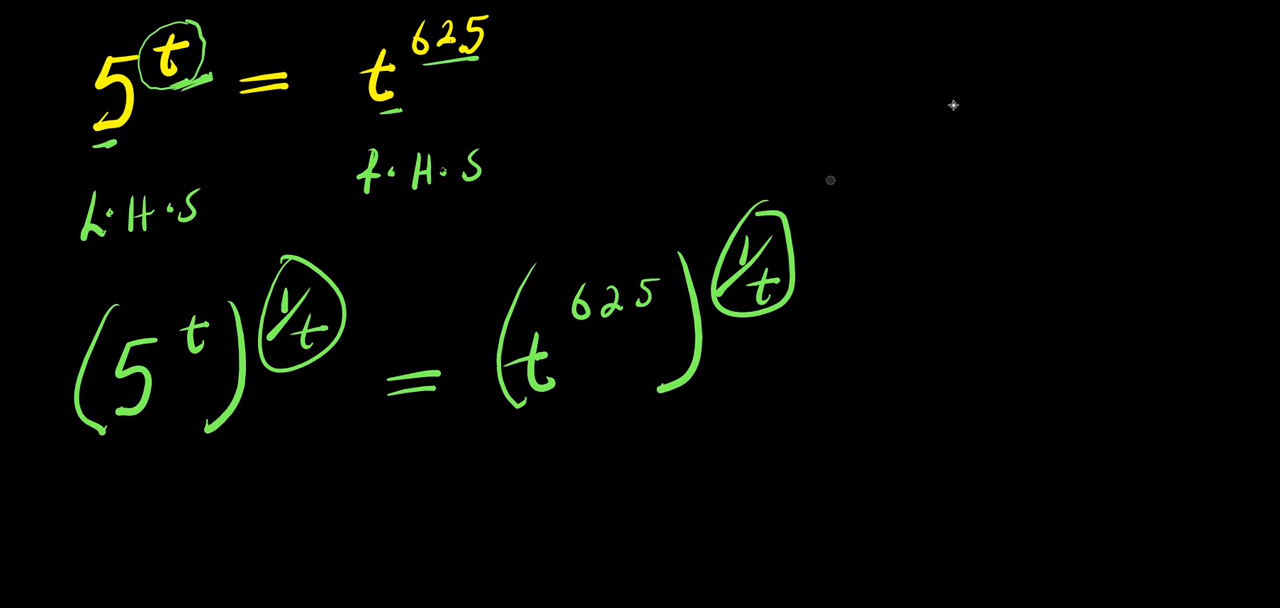 5^t = t^625
L.H.S R.H.S
(5^t)^1/t = (t^625)^1/t